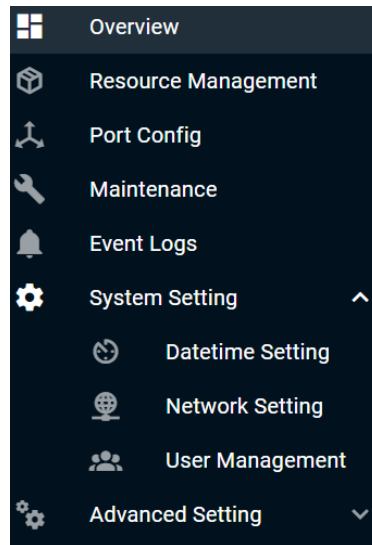 Overview
Resource Management
Port Config
Maintenance
Event Logs
System Setting
Datetime Setting
Network Setting
User Management
Advanced Setting